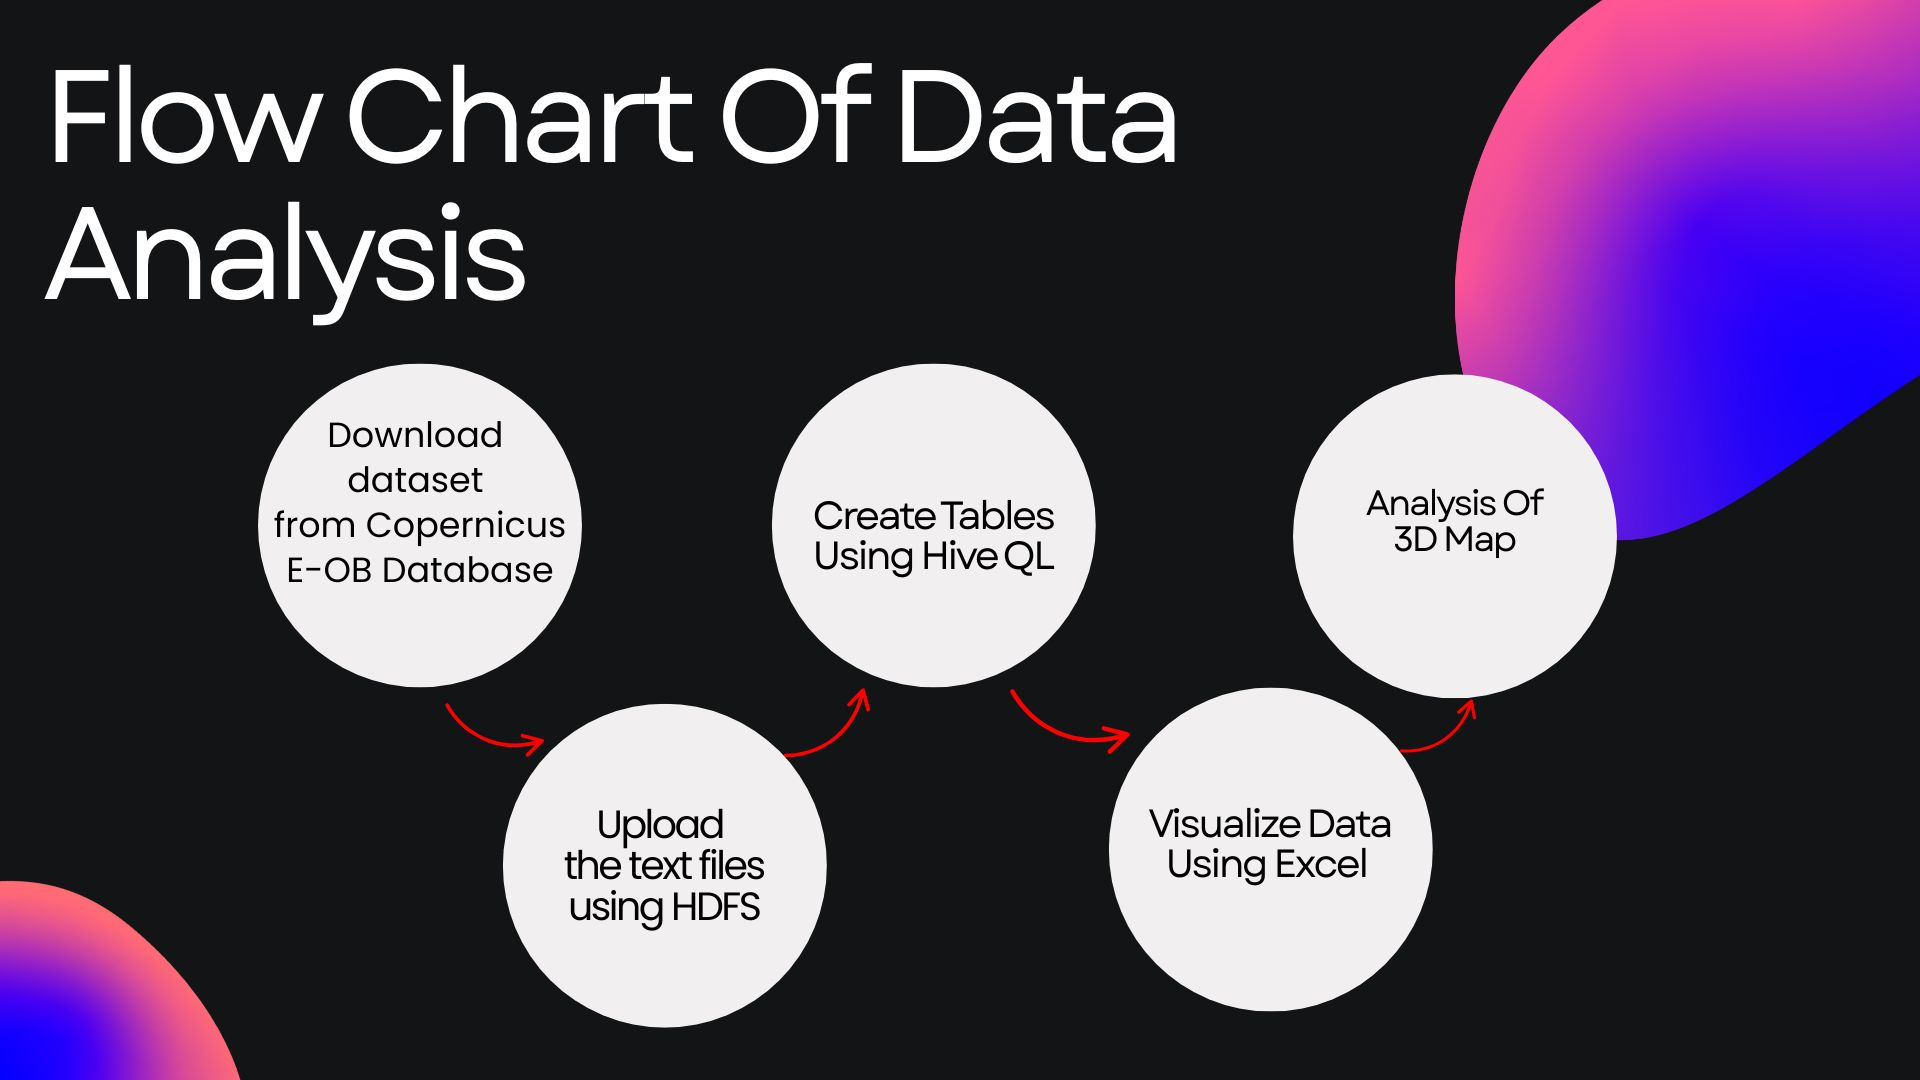 Flow Chart Of Data
Analysis
Download
dataset
from Copernicus
E-OB Database
Upload
the text files
using HDFS
Create Tables
Using Hive QL
Visualize Data
Using Excel
Analysis Of
3D Map